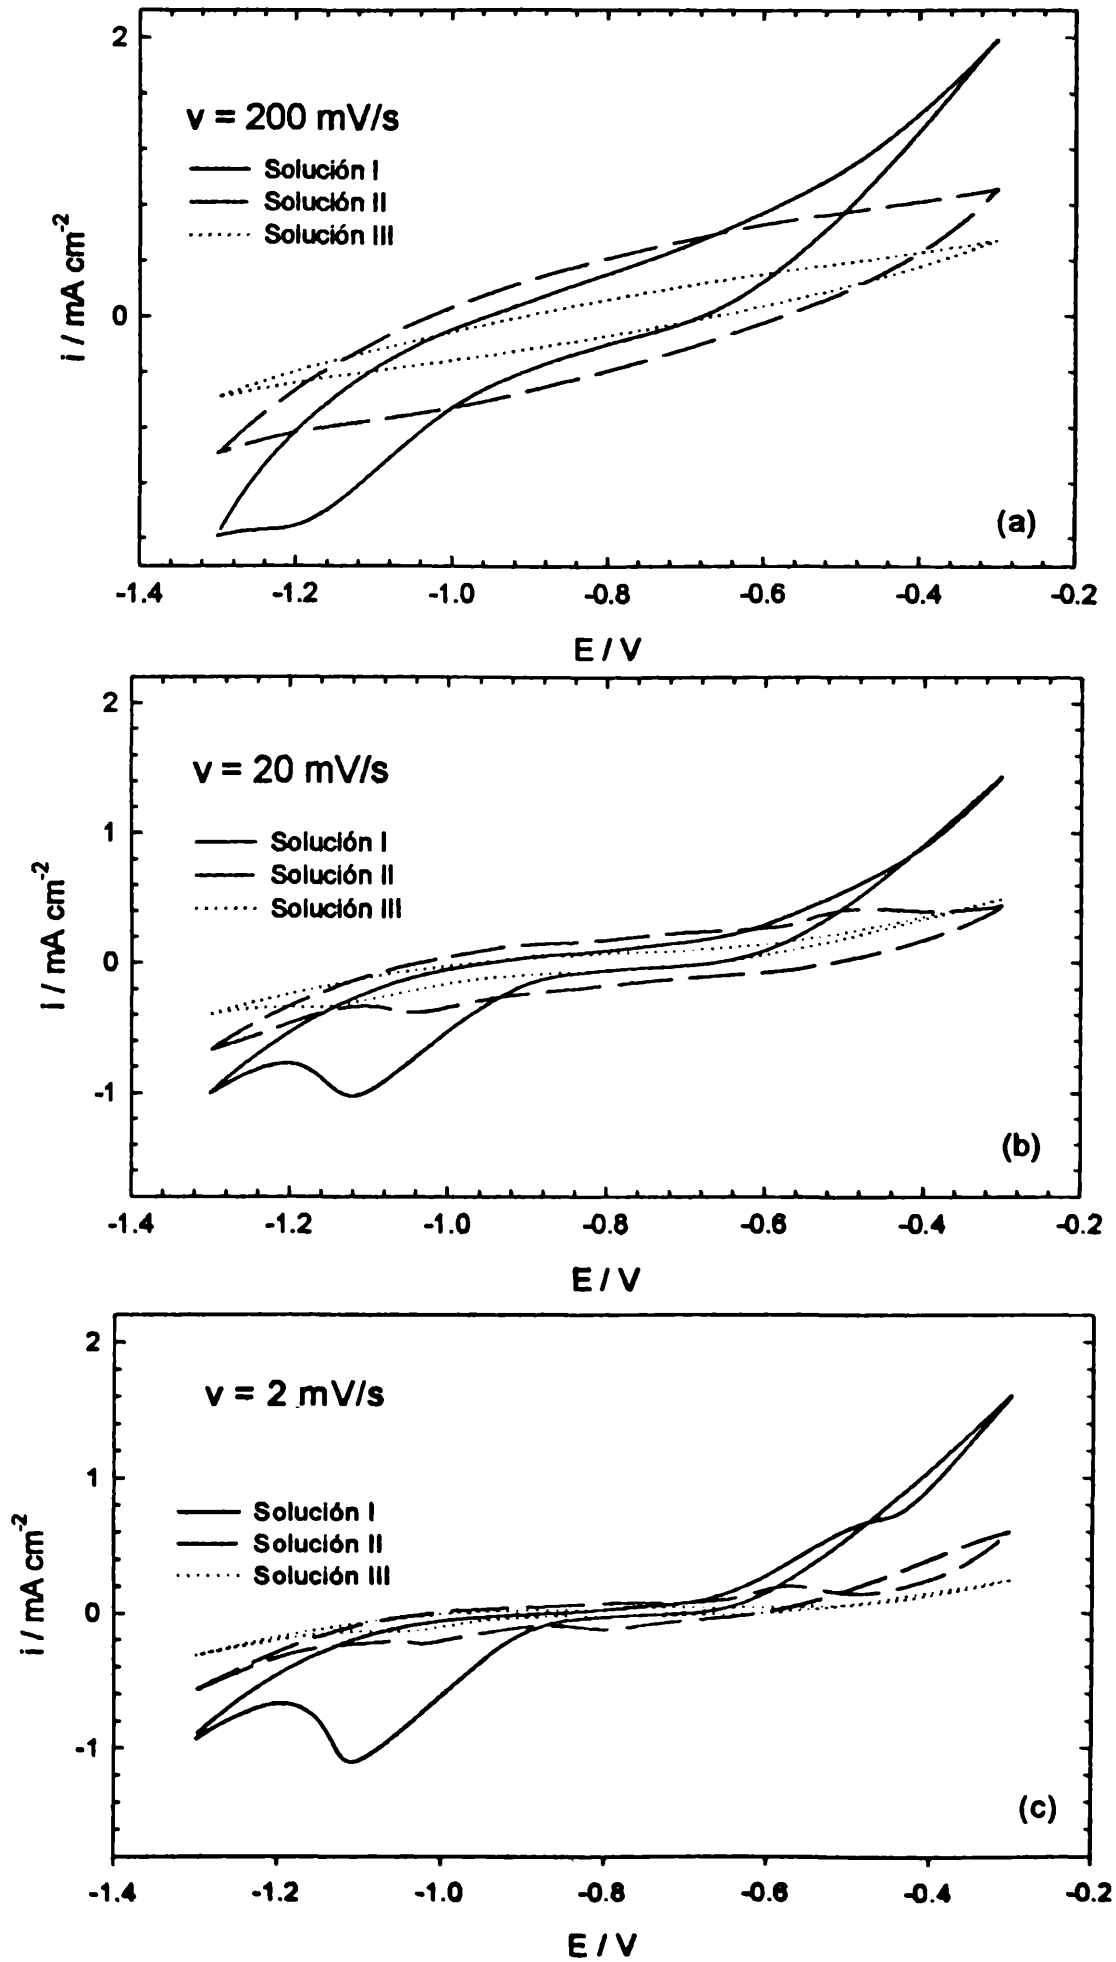 2
v = 200 mV/s
Solución I
Solución II
Solución III
i / mA cm-2
0
(a)
-1.4 -1.2 -1.0 -0.8 -0.6 -0.4 -0.2
E / V
2
v = 20 mV/s
1
Solución I
Solución II
Solución III
i / mA cm-2
0
-1
(b)
-1.4 -1.2 -1.0 -0.8 -0.6 -0.4 -0.2
E / V
2
v = 2 mV/s
1
Solución I
Solución II
Solución III
i / mA cm-2
0
-1
(c)
-1.4 -1.2 -1.0 -0.8 -0.6 -0.4 -0.2
E / V